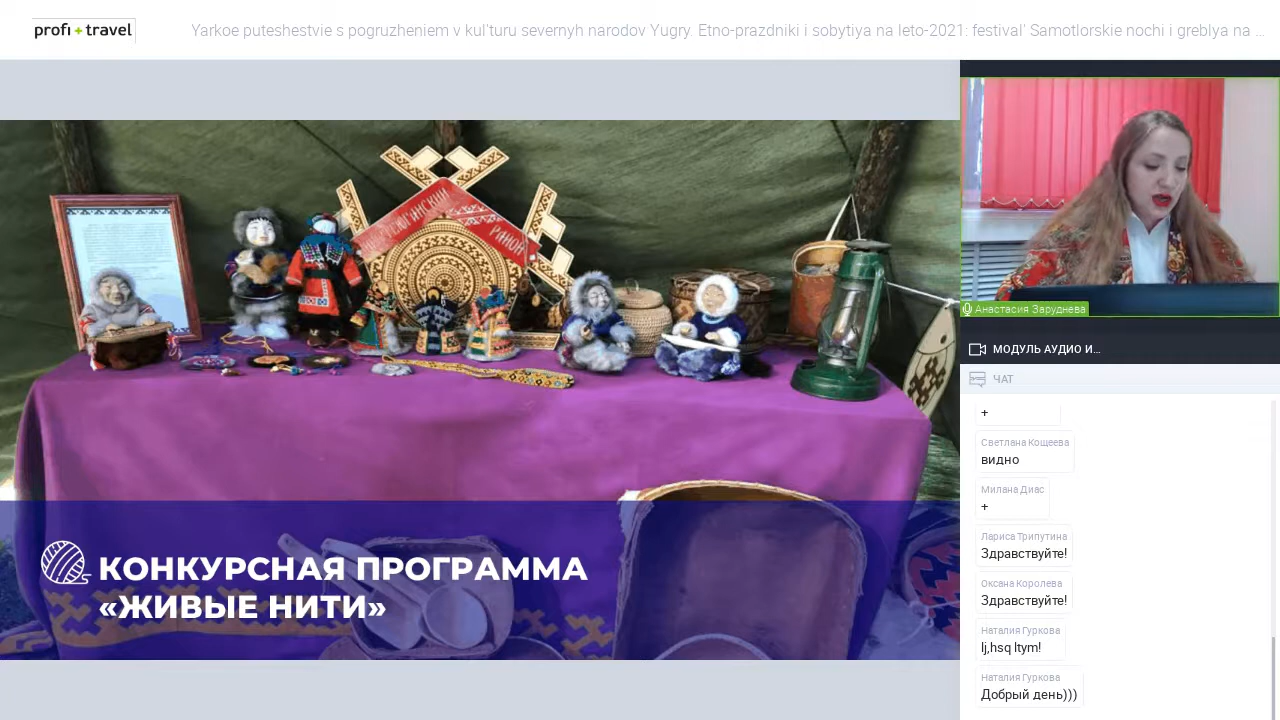 profi + travel
Yarkoe puteshestvie s pogruzheniem v kul'turu severnyh narodov Yugry. Etno-prazdniki i sobytiya na leto-2021: festival' Samotlorskie nochi i greblya na ...
РАЙОН
КОНКУРСНАЯ ПРОГРАММА
«ЖИВЫЕ НИТИ»
Анастасия Заруднева
МОДУЛЬ АУДИО И...
ЧАТ
+
Светлана Кощеева
видно
Милана Диас
+
Лариса Трипутина
Здравствуйте!
Оксана Королева
Здравствуйте!
Наталия Гуркова
lj,hsq ltym!
Наталия Гуркова
Добрый день)))